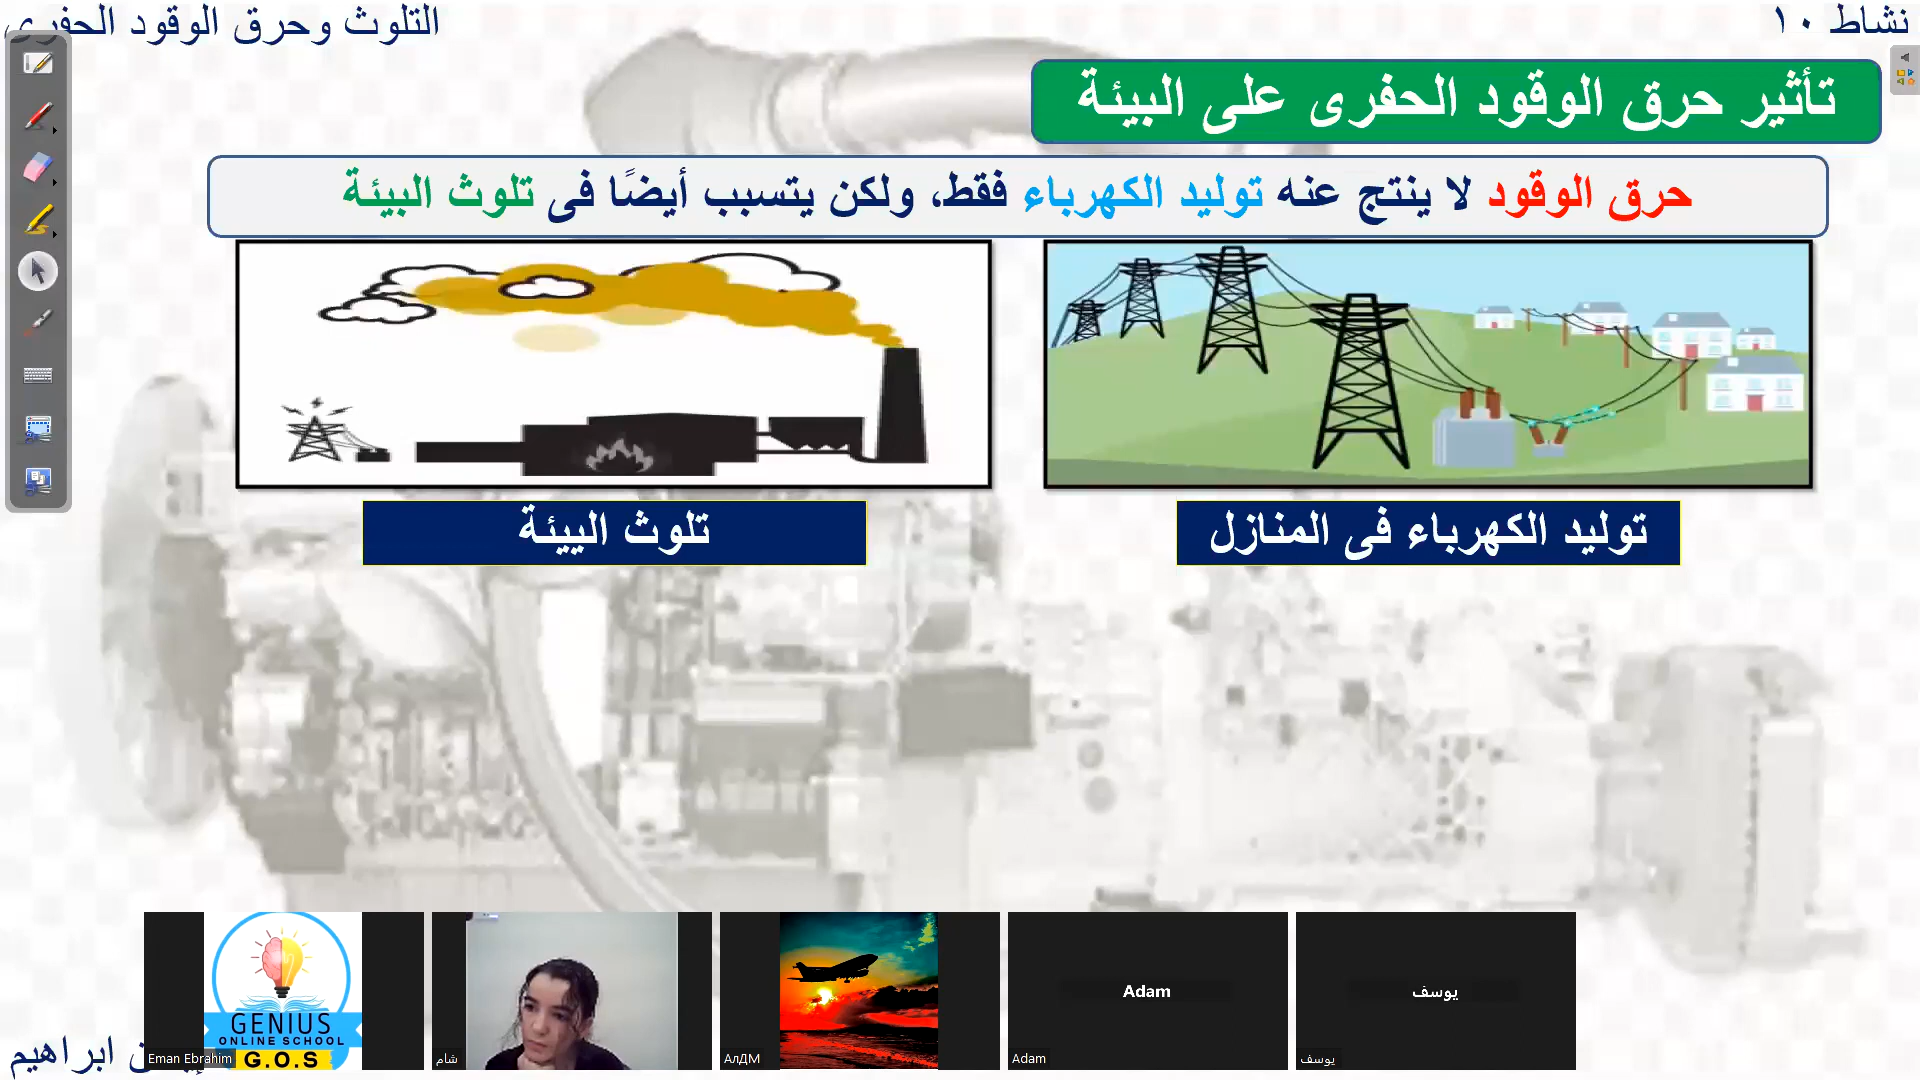 نشاط ١٠
التلوث وحرق الوقود الحفرى
تأثير حرق الوقود الحفرى على البيئة
حرق الوقود لا ينتج عنه توليد الكهرباء فقط، ولكن يتسبب أيضًا فى تلوث البيئة
توليد الكهرباء فى المنازل
تلوث البيئة
GENIUS
ONLINE SCHOOL
G.O.S
Eman Ebrahim
شام
АлДМ
Adam
Adam
يوسف
يوسف
ابراهيم